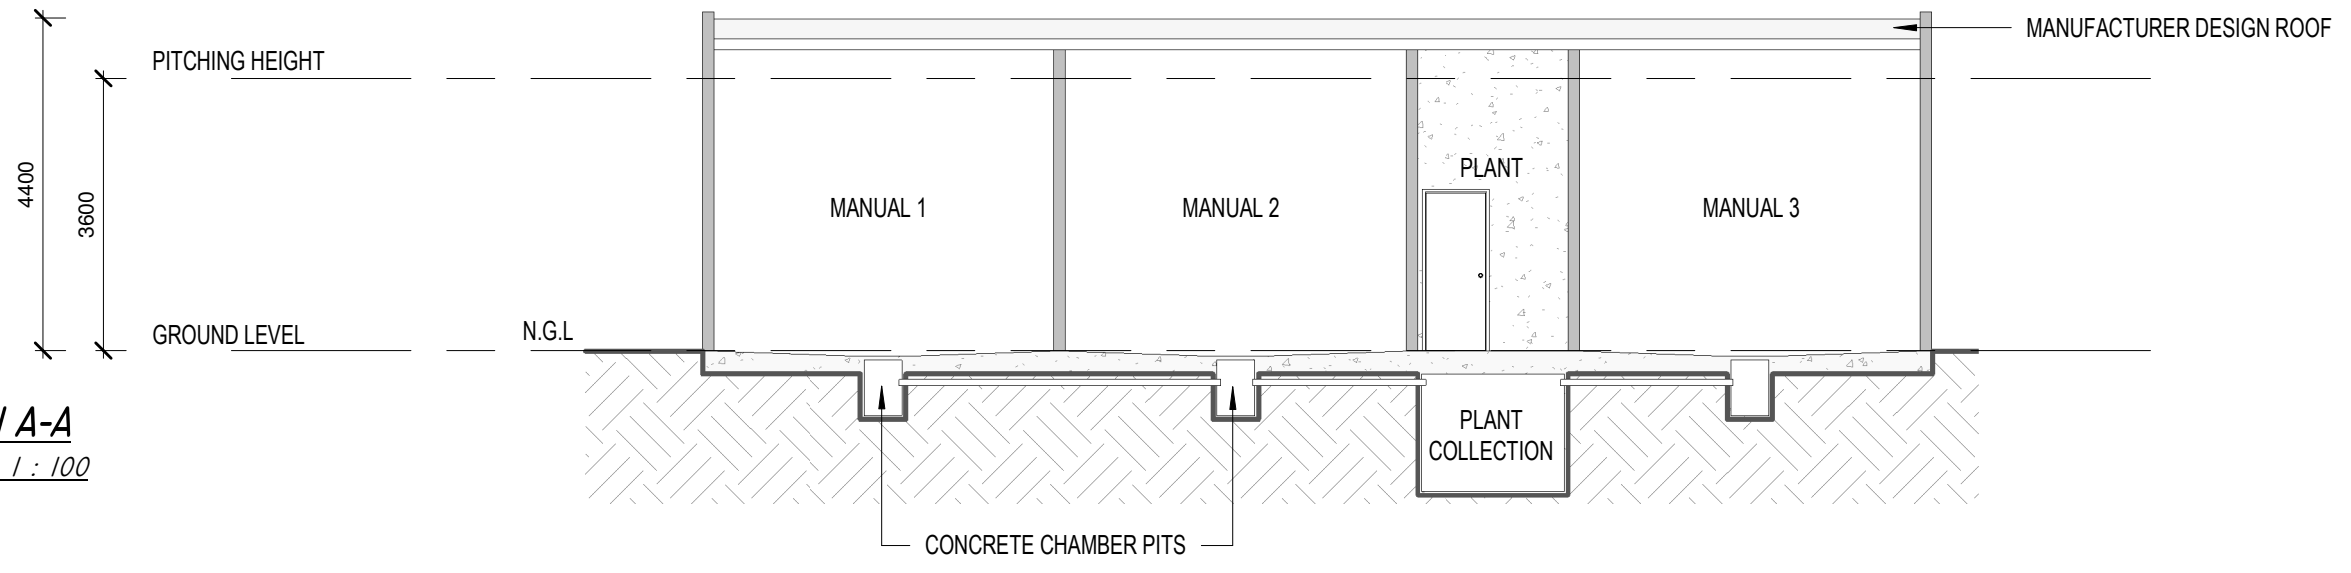 MANUFACTURER DESIGN ROOF
PITCHING HEIGHT
4400
3600
PLANT
MANUAL 1
MANUAL 2
MANUAL 3
GROUND LEVEL
N.G.L
A-A
1 : 100
PLANT
COLLECTION
CONCRETE CHAMBER PITS